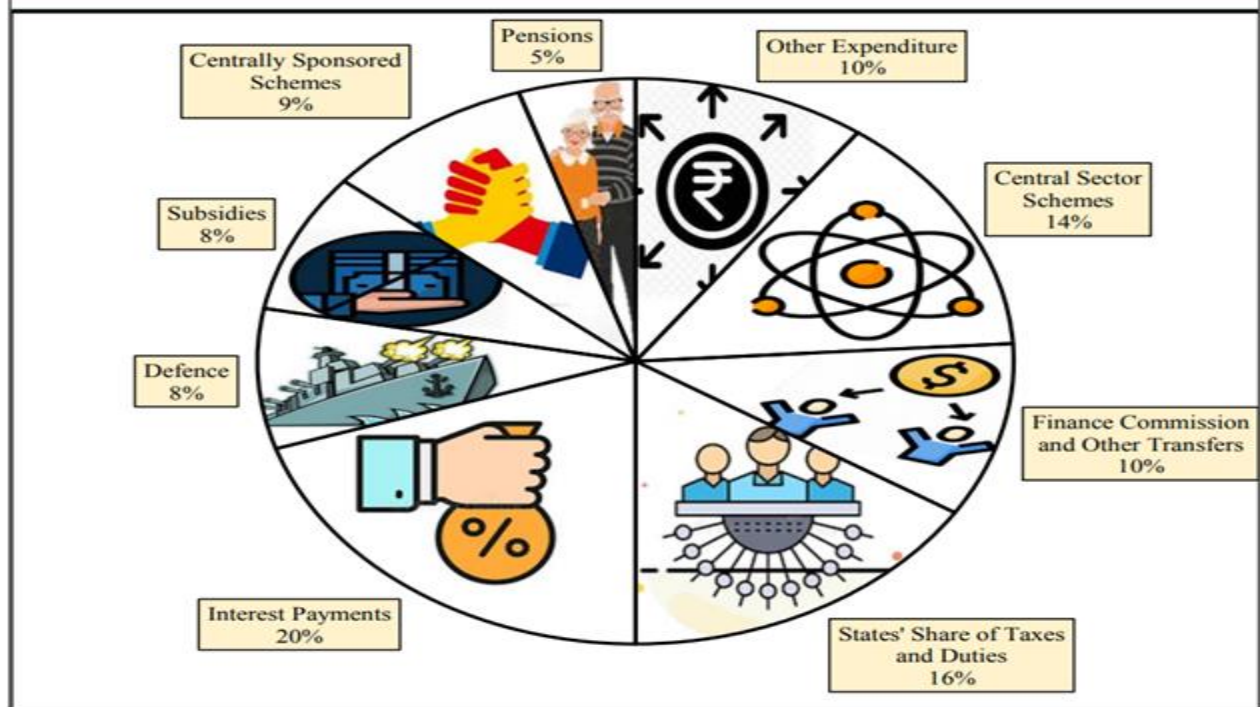 Pensions
5%
Other Expenditure
10%
Centrally Sponsored
Schemes
9%
Central Sector
Schemes
14%
Subsidies
8%
₹
Defence
8%
$
Finance Commission
and Other Transfers
10%
%
Interest Payments
20%
States' Share of Taxes
and Duties
16%